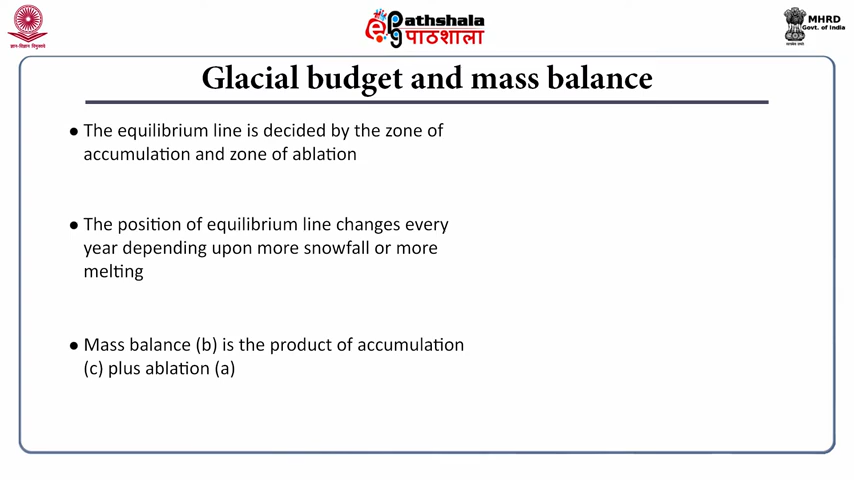 ज्ञान-विज्ञान विमुक्तये
ePathshala
पाठशाला
MHRD
Govt. of India
Glacial budget and mass balance
• The equilibrium line is decided by the zone of
accumulation and zone of ablation
• The position of equilibrium line changes every
year depending upon more snowfall or more
melting
• Mass balance (b) is the product of accumulation
(c) plus ablation (a)